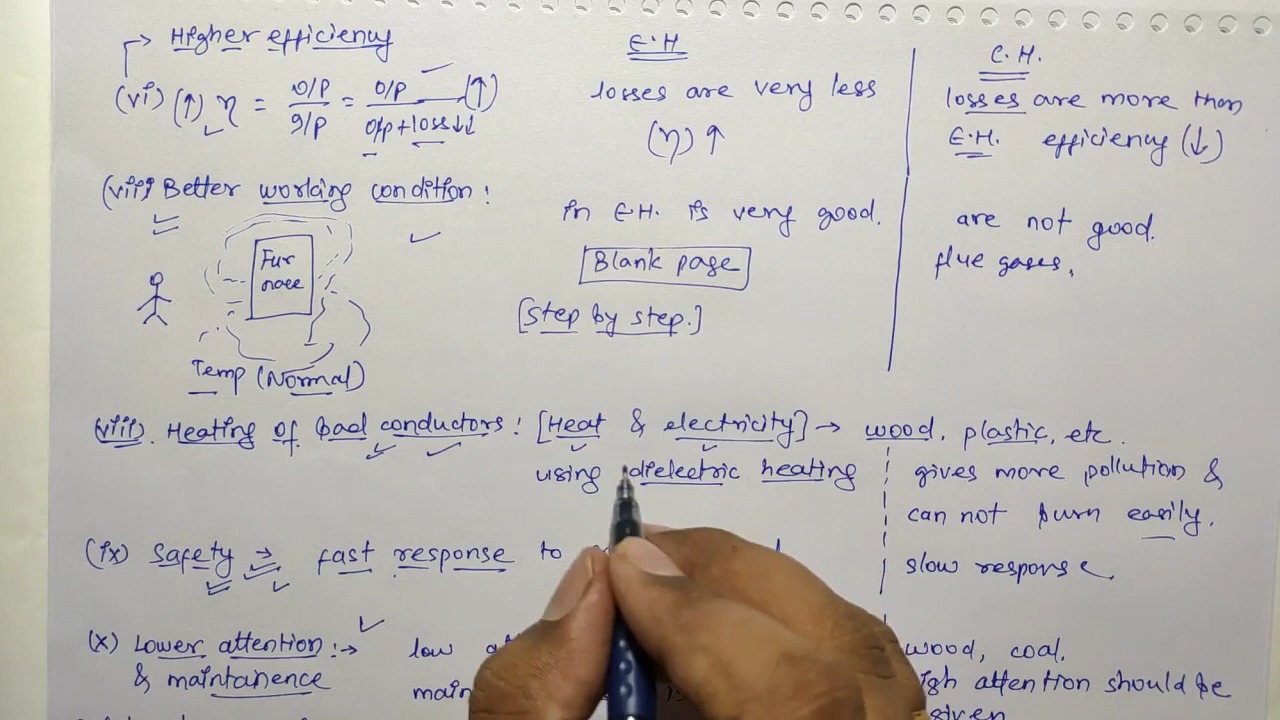 Higher efficiency
(vi) (↑) η = O/P / I/P = O/P / O/P + loss↓↓ (↑)
E.H
losses are very less
(η) ↑
C.H.
losses are more than
E.H. efficiency (↓)
(vii) Better working condition :
in E.H. is very good.
are not good.
flue gases.
Furnace
Blank page
[Step by step.]
Temp (Normal)
(viii). Heating of bad conductors : [Heat & electricity] → wood, plastic, etc.
using dielectric heating
gives more pollution &
can not burn easily.
(ix) Safety → fast response to
slow response.
(x) Lower attention :→ low
& maintanence
wood, coal.
attention should be
given